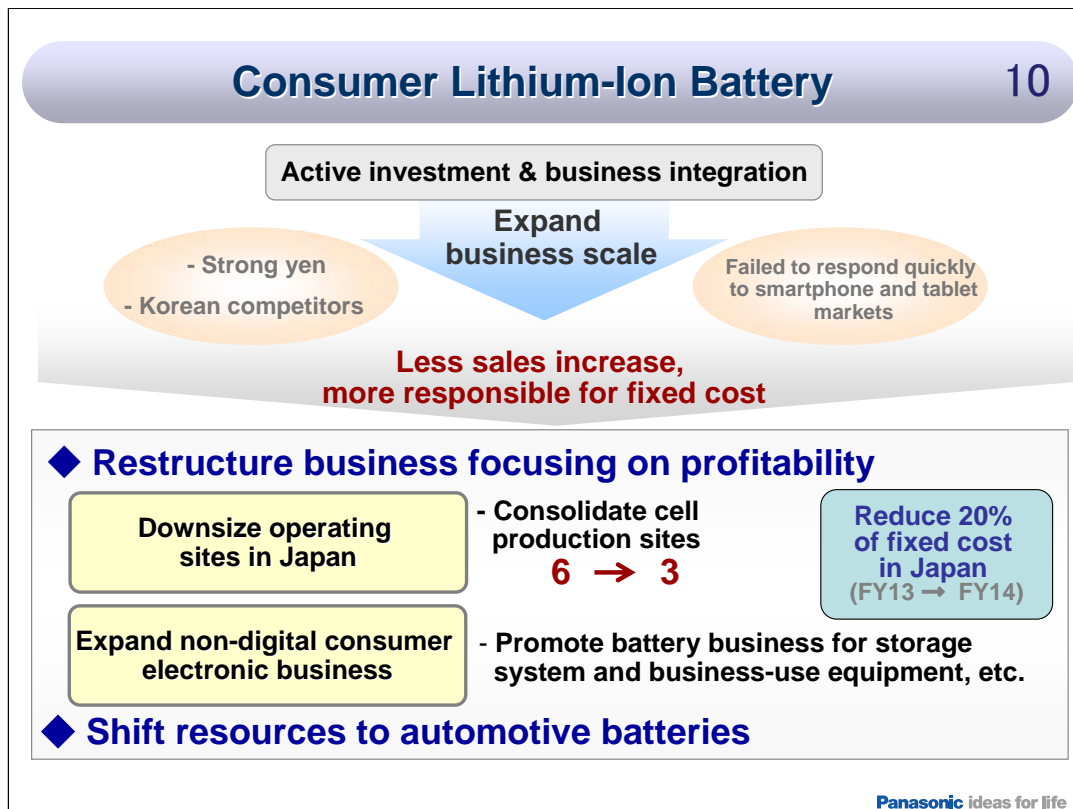 Consumer Lithium-Ion Battery
10
Active investment & business integration
Expand
business scale
- Strong yen
- Korean competitors
Failed to respond quickly
to smartphone and tablet
markets
Less sales increase,
more responsible for fixed cost
◆ Restructure business focusing on profitability
Downsize operating
sites in Japan
- Consolidate cell
production sites
6 → 3
Reduce 20%
of fixed cost
in Japan
(FY13 → FY14)
Expand non-digital consumer
electronic business
- Promote battery business for storage
system and business-use equipment, etc.
◆ Shift resources to automotive batteries
Panasonic ideas for life